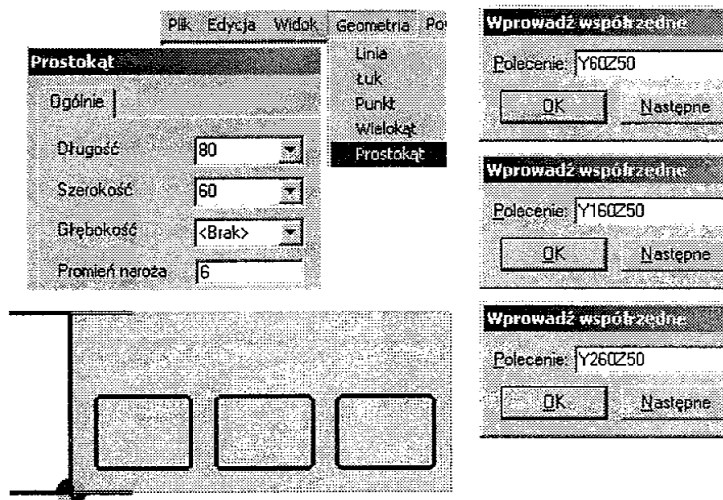 Plik Edycja Widok Geometria Po
Linia
Łuk
Punkt
Wielokąt
Prostokąt
Prostokąt
Ogólnie
Długość 80
Szerokość 60
Głębokość <Brak>
Promień naroża 6
Wprowadź współrzędne
Polecenie: Y60Z50
OK Następne
Wprowadź współrzędne
Polecenie: Y160Z50
OK Następne
Wprowadź współrzędne
Polecenie: Y260Z50
OK Następne